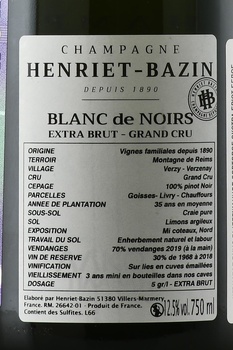 CHAMPAGNE
HENRIET-BAZIN
DEPUIS 1890
BLANC de NOIRS
EXTRA BRUT - GRAND CRU
ORIGINE Vignes familiales depuis 1890
TERROIR Montagne de Reims
VILLAGE Verzy - Verzenay
CRU Grand Cru
CEPAGE 100% pinot Noir
PARCELLES Goisses- Livry - Chauffours
ANNEE DE PLANTATION 35 ans en moyenne
SOUS-SOL Craie pure
SOL Limons argileux
EXPOSITION Mi coteaux, Nord
TRAVAIL DU SOL Enherbement naturel et labour
VENDANGES 70% vendanges 2019 (à la main)
VIN DE RESERVE 30% de 1968 à 2018
VINIFICATION Sur lies en cuves émaillées
VIEILLISSEMENT 3 ans mini en bouteilles dans nos caves
DOSAGE 5 gr/l - EXTRA BRUT
Elaboré par Henriet-Bazin 51380 Villers-Marmery,
France. RM. 26642-01 - Produit de France.
Contient des Sulfites. L66
12.5% vol. 750 ml